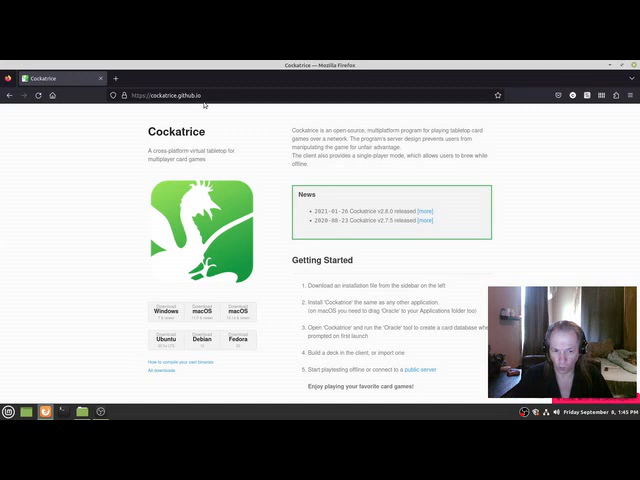 Cockatrice — Mozilla Firefox
Cockatrice
https://cockatrice.github.io
Cockatrice
A cross-platform virtual tabletop for
multiplayer card games
Download
Windows
Download
macOS
Download
macOS
Download
Ubuntu
Download
Debian
Download
Fedora
How to compile your own binaries
All downloads
Cockatrice is an open-source, multiplatform program for playing tabletop card
games over a network. The program's server design prevents users from
manipulating the game for unfair advantage.
The client also provides a single-player mode, which allows users to brew while
offline.
News
2021-01-26 Cockatrice v2.8.0 released [more]
2020-08-23 Cockatrice v2.7.5 released [more]
Getting Started
1. Download an installation file from the sidebar on the left
2. Install 'Cockatrice' the same as any other application.
(on macOS you need to drag 'Oracle' to your Applications folder too)
3. Open 'Cockatrice' and run the 'Oracle' tool to create a card database whe
prompted on first launch
4. Build a deck in the client, or import one
5. Start playtesting offline or connect to a public server
Enjoy playing your favorite card games!
Friday September 8, 1:45 PM